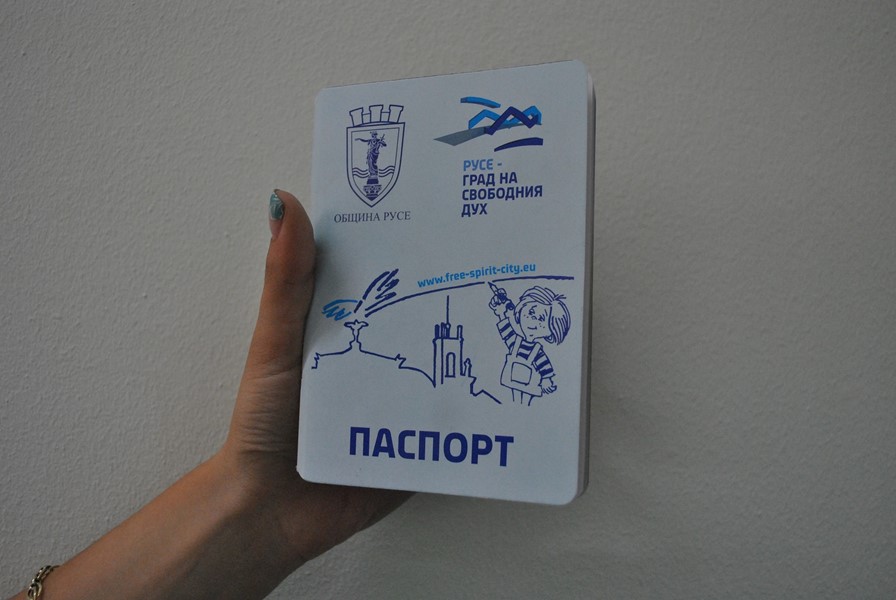 ОБЩИНА РУСЕ
РУСЕ -
ГРАД НА
СВОБОДНИЯ
ДУХ
www.free-spirit-city.eu
ПАСПОРТ